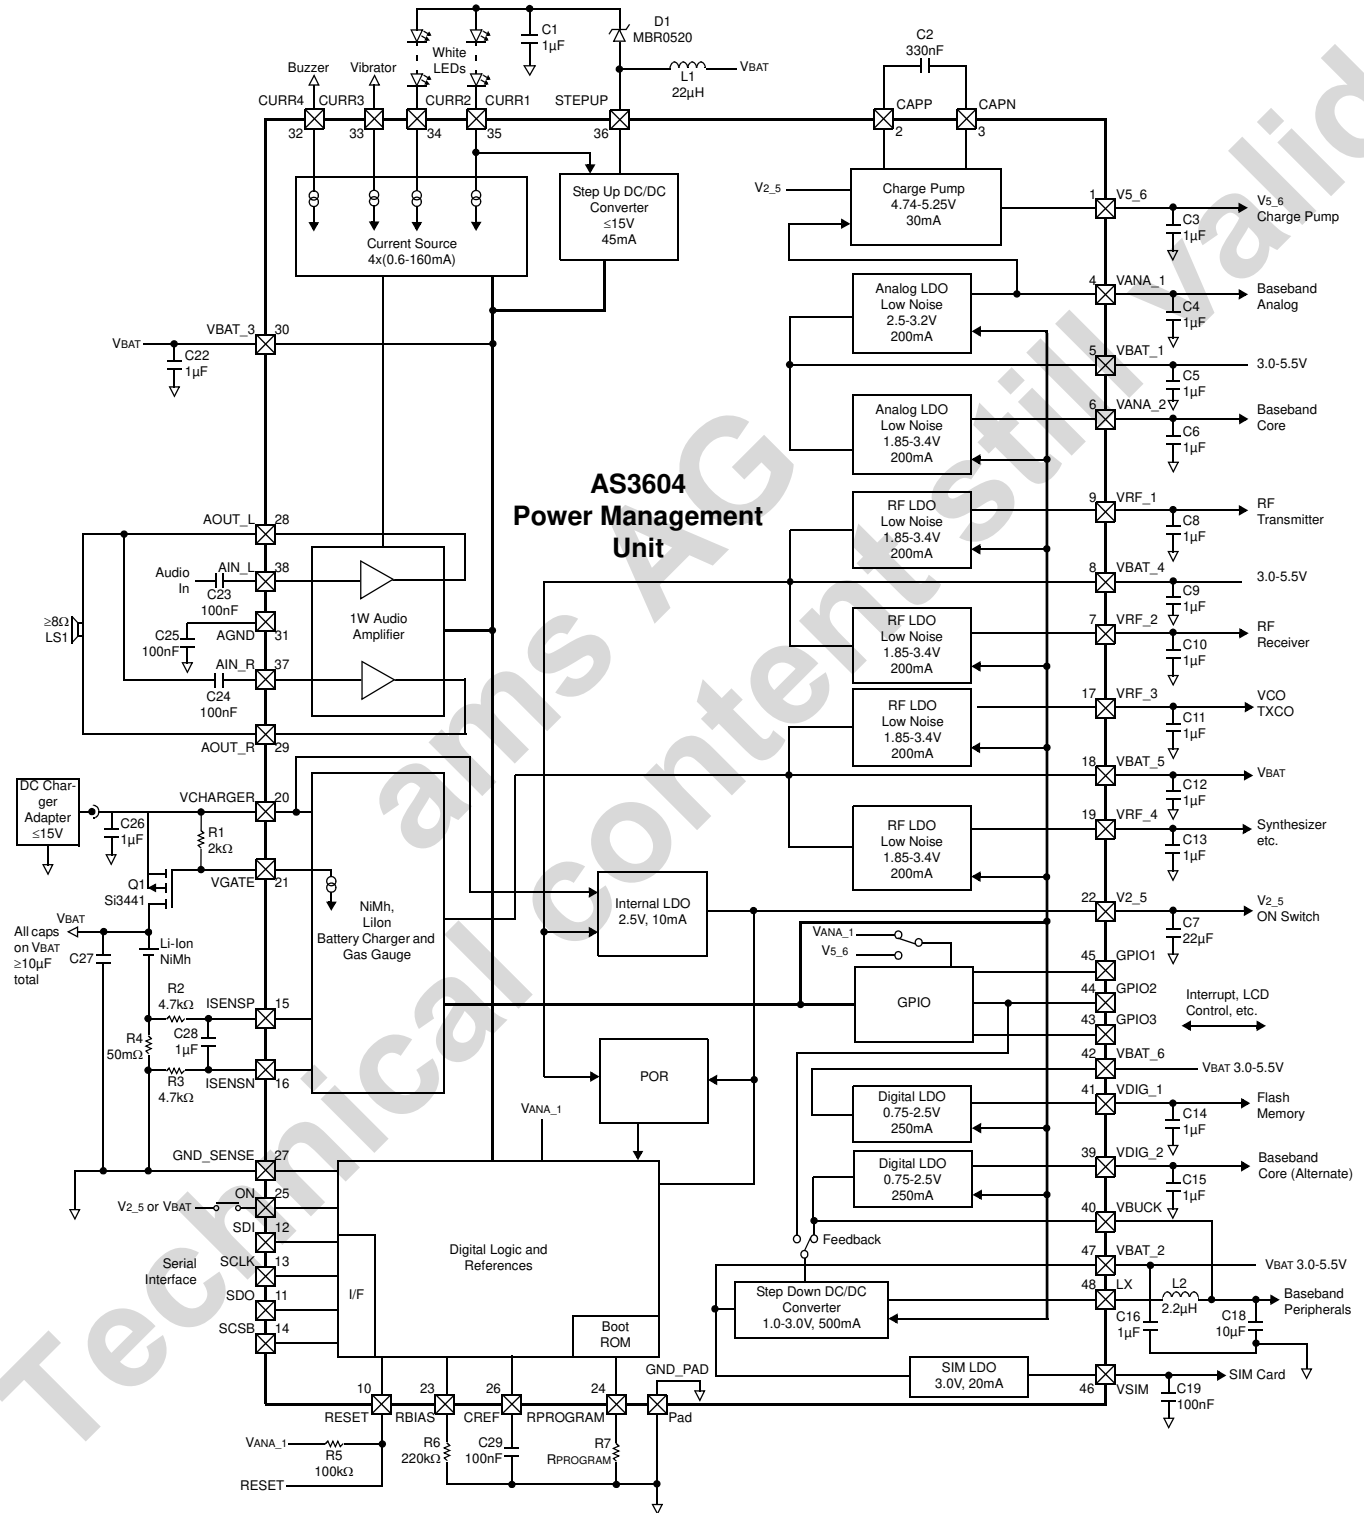 D1
MBR0520
C1
1µF
White
LEDs
C2
330nF
Buzzer
Vibrator
L1
22µH
VBAT
CURR4
CURR3
CURR2
CURR1
STEPUP
CAPP
CAPN
32
33
34
35
36
2
3
V2_5
Step Up DC/DC
Converter
≤15V
45mA
Charge Pump
4.74-5.25V
30mA
1
V5_6
C3
1µF
V5_6
Charge Pump
Current Source
4x(0.6-160mA)
Analog LDO
Low Noise
2.5-3.2V
200mA
4
VANA_1
C4
1µF
Baseband
Analog
VBAT
VBAT_3
30
C22
1µF
5
VBAT_1
C5
1µF
3.0-5.5V
Analog LDO
Low Noise
1.85-3.4V
200mA
6
VANA_2
C6
1µF
Baseband
Core
AS3604
Power Management
Unit
RF LDO
Low Noise
1.85-3.4V
200mA
9
VRF_1
C8
1µF
RF
Transmitter
AOUT_L
28
Audio
In
AIN_L
38
C23
100nF
8
VBAT_4
C9
1µF
3.0-5.5V
≥8Ω
LS1
C25
100nF
AGND
31
1W Audio
Amplifier
RF LDO
Low Noise
1.85-3.4V
200mA
7
VRF_2
C10
1µF
RF
Receiver
AIN_R
37
C24
100nF
RF LDO
Low Noise
1.85-3.4V
200mA
17
VRF_3
C11
1µF
VCO
TXCO
AOUT_R
29
18
VBAT_5
C12
1µF
VBAT
DC Char-
ger
Adapter
≤15V
VCHARGER
20
C26
1µF
R1
2kΩ
RF LDO
Low Noise
1.85-3.4V
200mA
19
VRF_4
C13
1µF
Synthesizer
etc.
Q1
Si3441
VGATE
21
NiMh,
LiIon
Battery Charger and
Gas Gauge
Internal LDO
2.5V, 10mA
22
V2_5
C7
22µF
V2_5
ON Switch
VBAT
All caps
on VBAT
≥10µF
total
C27
Li-Ion
NiMh
VANA_1
V5_6
GPIO
45
GPIO1
44
GPIO2
43
GPIO3
Interrupt, LCD
Control, etc.
R2
4.7kΩ
ISENSP
15
R4
50mΩ
C28
1µF
R3
4.7kΩ
ISENSN
16
POR
42
VBAT_6
VBAT 3.0-5.5V
Digital LDO
0.75-2.5V
250mA
41
VDIG_1
C14
1µF
Flash
Memory
VANA_1
GND_SENSE
27
Digital LDO
0.75-2.5V
250mA
39
VDIG_2
C15
1µF
Baseband
Core (Alternate)
V2_5 or VBAT
ON
25
40
VBUCK
SDI
12
Feedback
Serial
Interface
SCLK
13
SDO
11
SCSB
14
I/F
Digital Logic and
References
Boot
ROM
47
VBAT_2
VBAT 3.0-5.5V
Step Down DC/DC
Converter
1.0-3.0V, 500mA
48
LX
L2
2.2µH
C16
1µF
C18
10µF
Baseband
Peripherals
SIM LDO
3.0V, 20mA
46
VSIM
C19
100nF
SIM Card
GND_PAD
10
23
26
24
RESET
RBIAS
CREF
RPROGRAM
Pad
VANA_1
R5
100kΩ
RESET
R6
220kΩ
C29
100nF
R7
RPROGRAM
ams AG
Technical content still valid